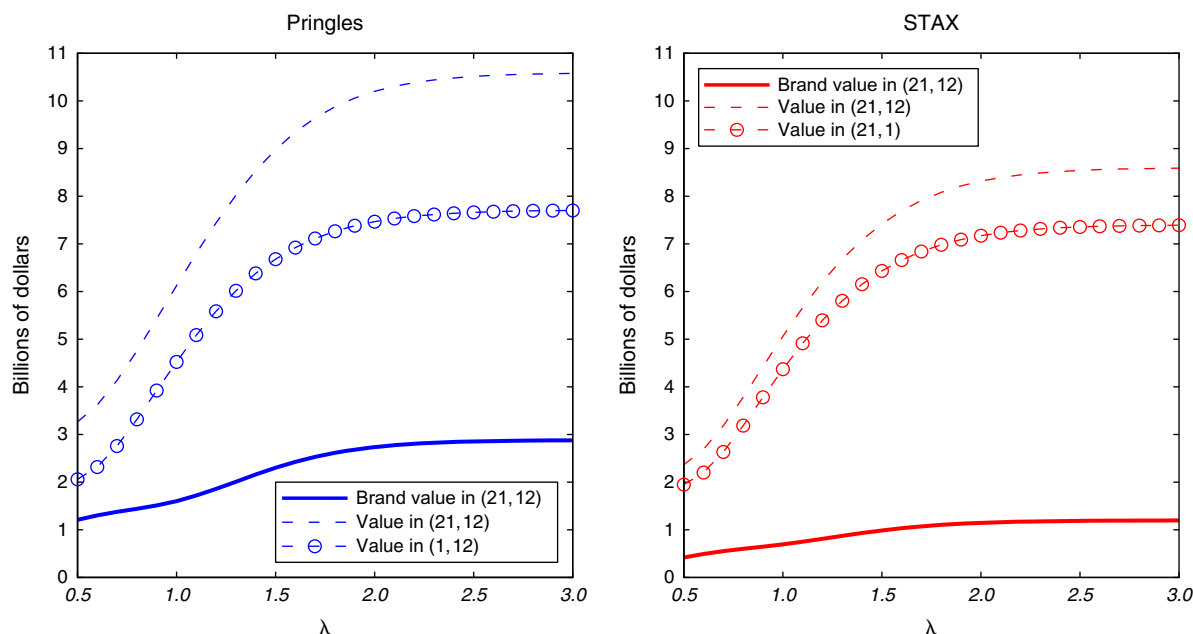 Pringles
11
10
9
8
7
6
5
4
3
2
1
0
Billions of dollars
Brand value in (21, 12)
Value in (21, 12)
Value in (1, 12)
0.5 1.0 1.5 2.0 2.5 3.0
λ
STAX
11
10
9
8
7
6
5
4
3
2
1
0
Billions of dollars
Brand value in (21, 12)
Value in (21, 12)
Value in (21, 1)
0.5 1.0 1.5 2.0 2.5 3.0
λ